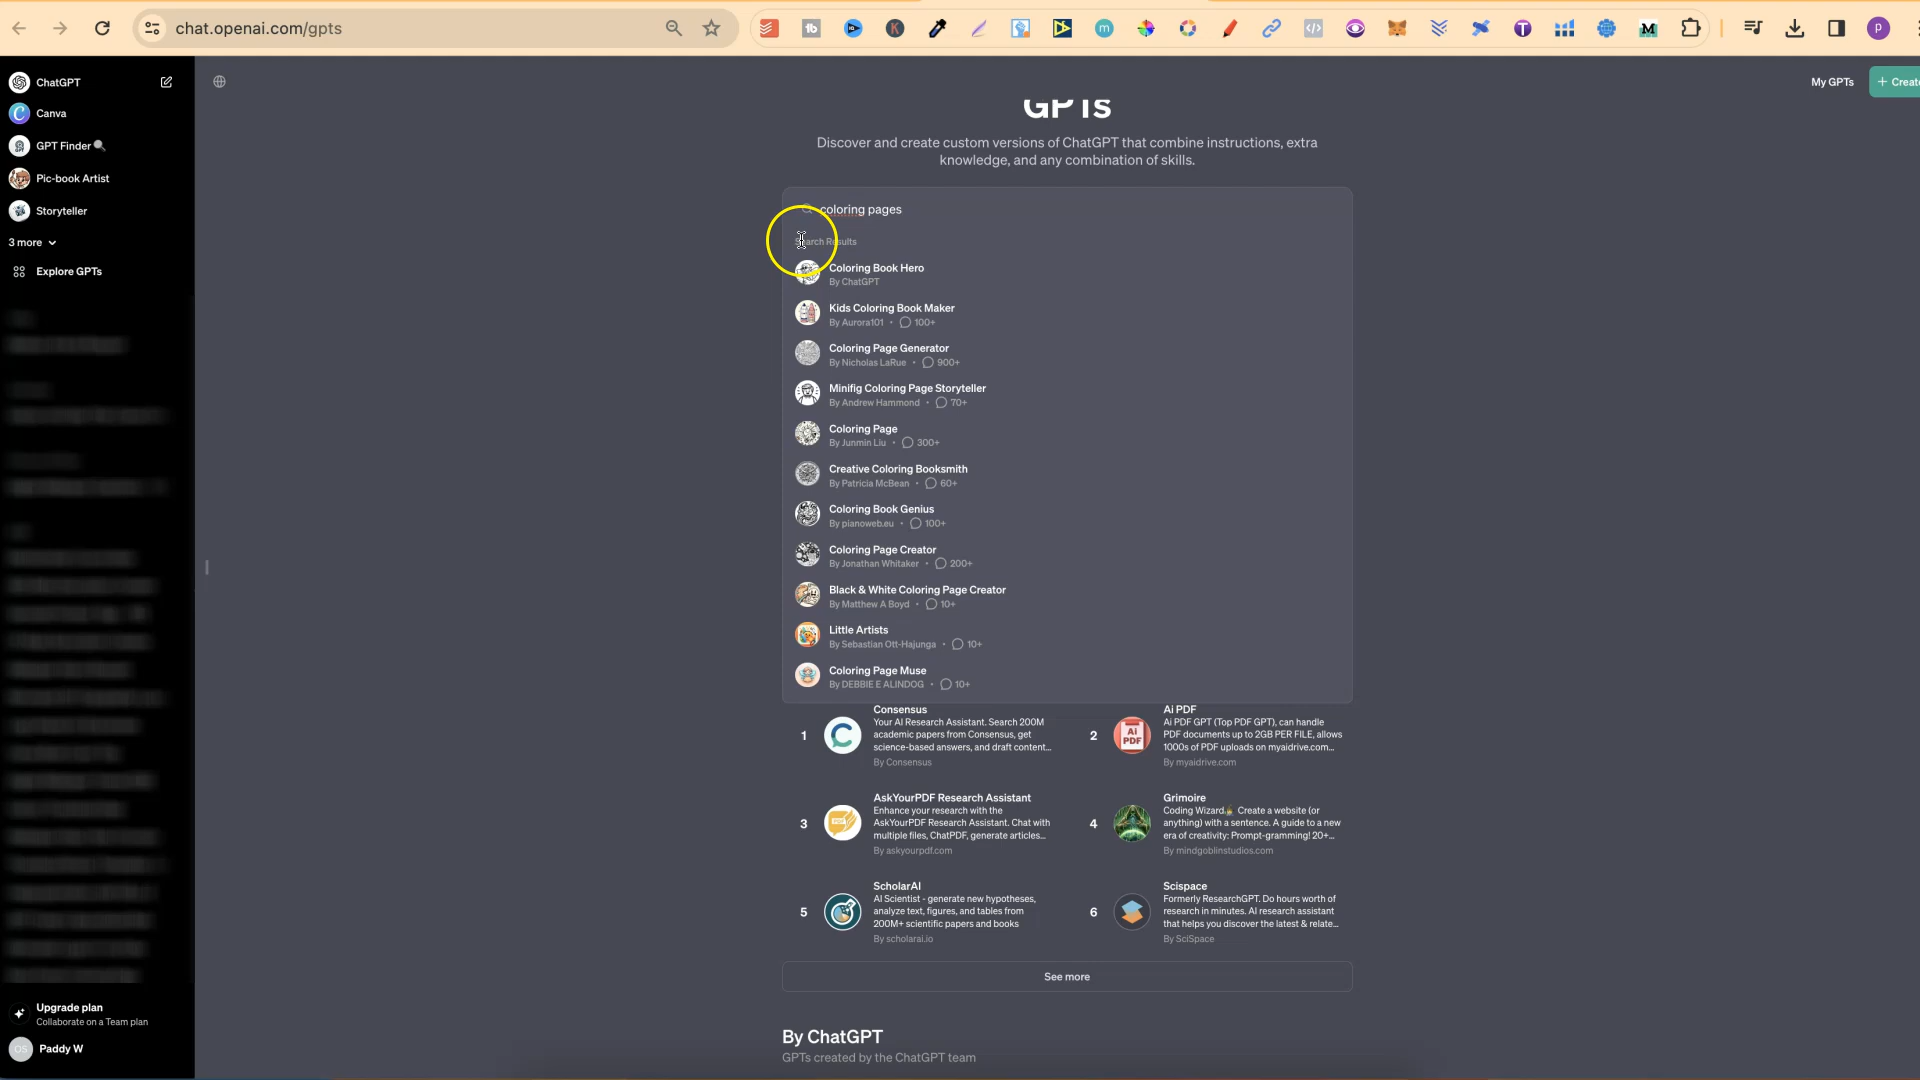 chat.openai.com/gpts
ChatGPT
Canva
GPT Finder
Pic-book Artist
Storyteller
3 more
Explore GPTs
Upgrade plan
Collaborate on a Team plan
Paddy W
My GPTs
+ Create
GPTs
Discover and create custom versions of ChatGPT that combine instructions, extra
knowledge, and any combination of skills.
coloring pages
Search Results
Coloring Book Hero
By ChatGPT
Kids Coloring Book Maker
By Aurora101 • 100+
Coloring Page Generator
By Nicholas LaRue • 900+
Minifig Coloring Page Storyteller
By Andrew Hammond • 70+
Coloring Page
By Junmin Liu • 300+
Creative Coloring Booksmith
By Patricia McBean • 60+
Coloring Book Genius
By pianoweb.eu • 100+
Coloring Page Creator
By Jonathan Whitaker • 200+
Black & White Coloring Page Creator
By Matthew A Boyd • 10+
Little Artists
By Sebastian Ott-Hajunga • 10+
Coloring Page Muse
By DEBBIE E ALINDOG • 10+
1
Consensus
Your AI Research Assistant. Search 200M
academic papers from Consensus, get
science-based answers, and draft content...
By Consensus
2
AI PDF
Ai PDF
Ai PDF GPT (Top PDF GPT), can handle
PDF documents up to 2GB PER FILE, allows
1000s of PDF uploads on myaidrive.com...
By myaidrive.com
3
AskYourPDF Research Assistant
Enhance your research with the
AskYourPDF Research Assistant. Chat with
multiple files, ChatPDF, generate articles...
By askyourpdf.com
4
Grimoire
Coding Wizard Create a website (or
anything) with a sentence. A guide to a new
era of creativity: Prompt-gramming! 20+...
By mindgoblinstudios.com
5
ScholarAI
AI Scientist - generate new hypotheses,
analyze text, figures, and tables from
200M+ scientific papers and books
By scholarai.io
6
Scispace
Formerly ResearchGPT. Do hours worth of
research in minutes. AI research assistant
that helps you discover the latest & relate...
By SciSpace
See more
By ChatGPT
GPTs created by the ChatGPT team